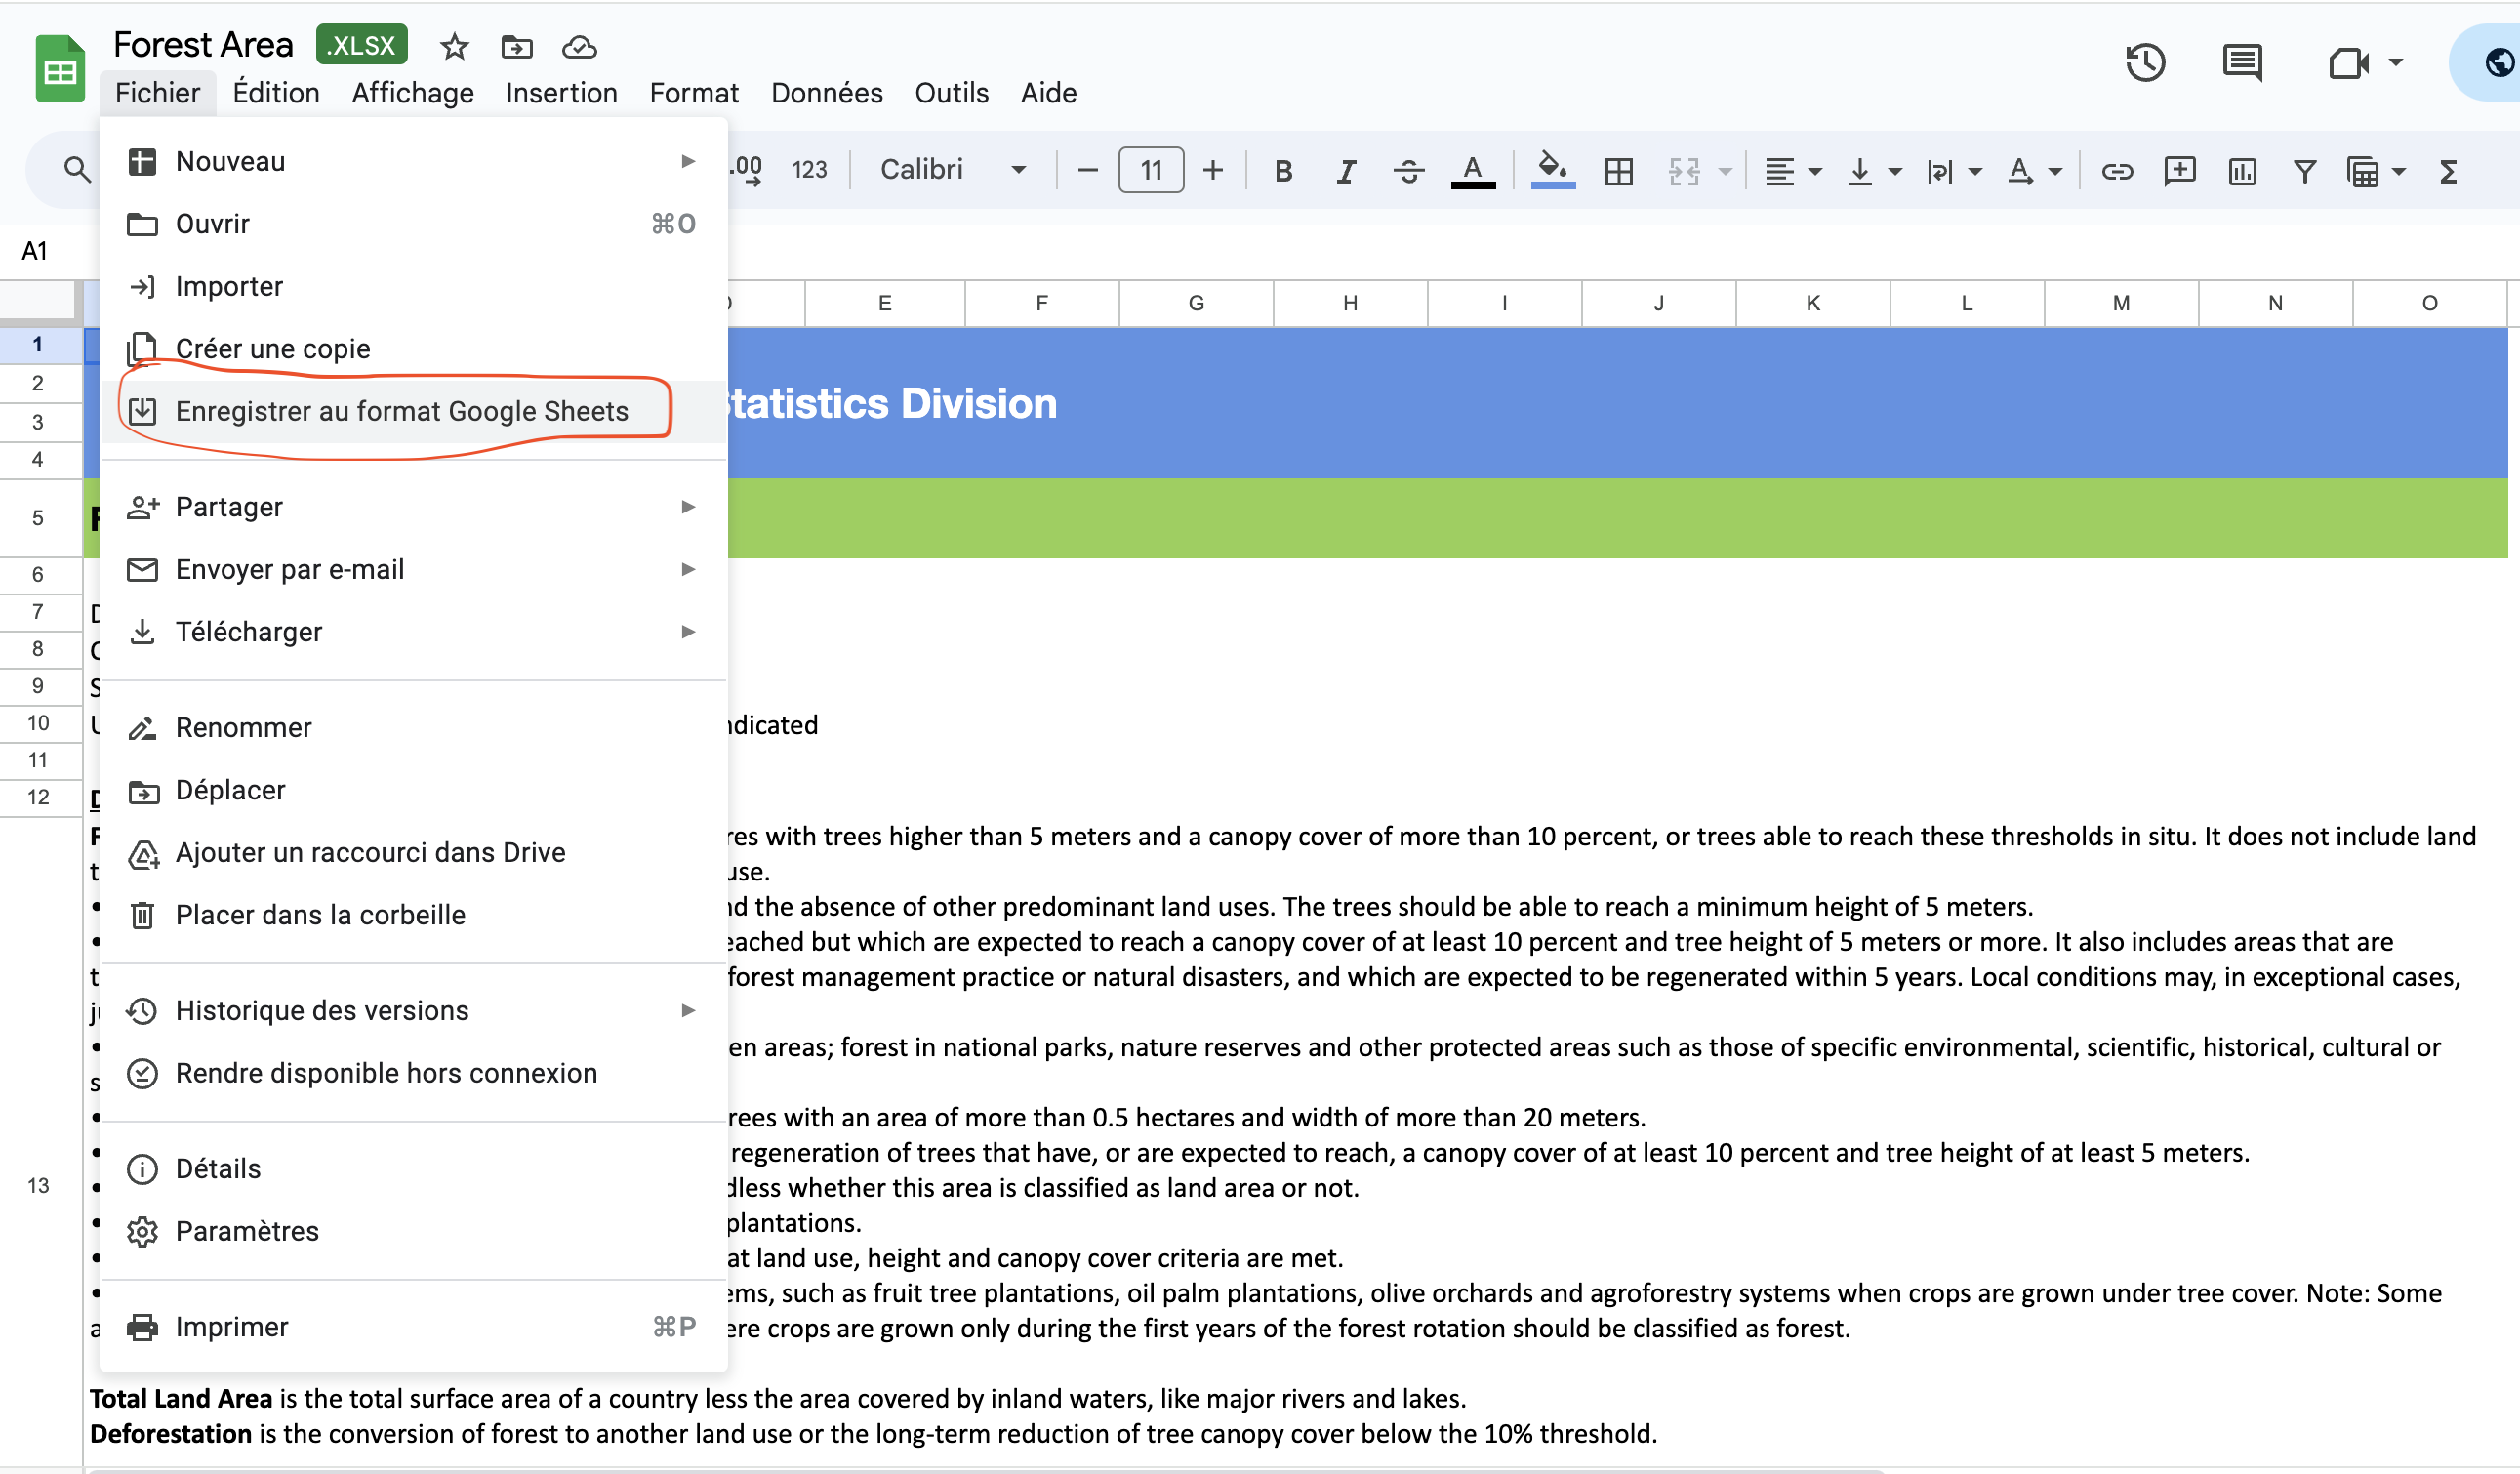 Forest Area .XLSX
Fichier Édition Affichage Insertion Format Données Outils Aide
.00 123 Calibri 11 B I S A A Σ
A1
Nouveau
Ouvrir ⌘O
Importer
Créer une copie
Enregistrer au format Google Sheets
Partager
Envoyer par e-mail
Télécharger
Renommer
Déplacer
Ajouter un raccourci dans Drive
Placer dans la corbeille
Historique des versions
Rendre disponible hors connexion
Détails
Paramètres
Imprimer ⌘P
E F G H I J K L M N O
1
2
3
4
5
6
7
8
9
10
11
12
13
Statistics Division
indicated
res with trees higher than 5 meters and a canopy cover of more than 10 percent, or trees able to reach these thresholds in situ. It does not include land
use.
nd the absence of other predominant land uses. The trees should be able to reach a minimum height of 5 meters.
eached but which are expected to reach a canopy cover of at least 10 percent and tree height of 5 meters or more. It also includes areas that are
forest management practice or natural disasters, and which are expected to be regenerated within 5 years. Local conditions may, in exceptional cases,
en areas; forest in national parks, nature reserves and other protected areas such as those of specific environmental, scientific, historical, cultural or
rees with an area of more than 0.5 hectares and width of more than 20 meters.
regeneration of trees that have, or are expected to reach, a canopy cover of at least 10 percent and tree height of at least 5 meters.
dless whether this area is classified as land area or not.
plantations.
at land use, height and canopy cover criteria are met.
ems, such as fruit tree plantations, oil palm plantations, olive orchards and agroforestry systems when crops are grown under tree cover. Note: Some
ere crops are grown only during the first years of the forest rotation should be classified as forest.
Total Land Area is the total surface area of a country less the area covered by inland waters, like major rivers and lakes.
Deforestation is the conversion of forest to another land use or the long-term reduction of tree canopy cover below the 10% threshold.